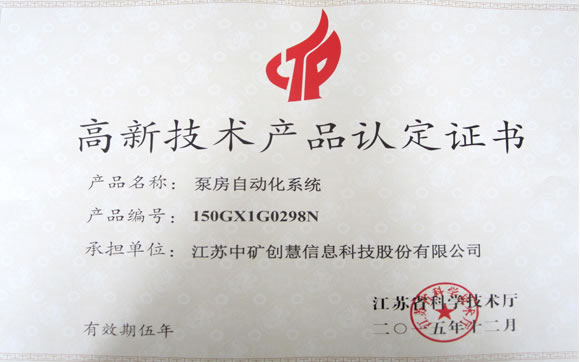 高新技术产品认定证书
产品名称：泵房自动化系统
产品编号：150GX1G0298N
承担单位：江苏中矿创慧信息科技股份有限公司
江苏省科学技术厅
有效期伍年
二〇一五年十二月